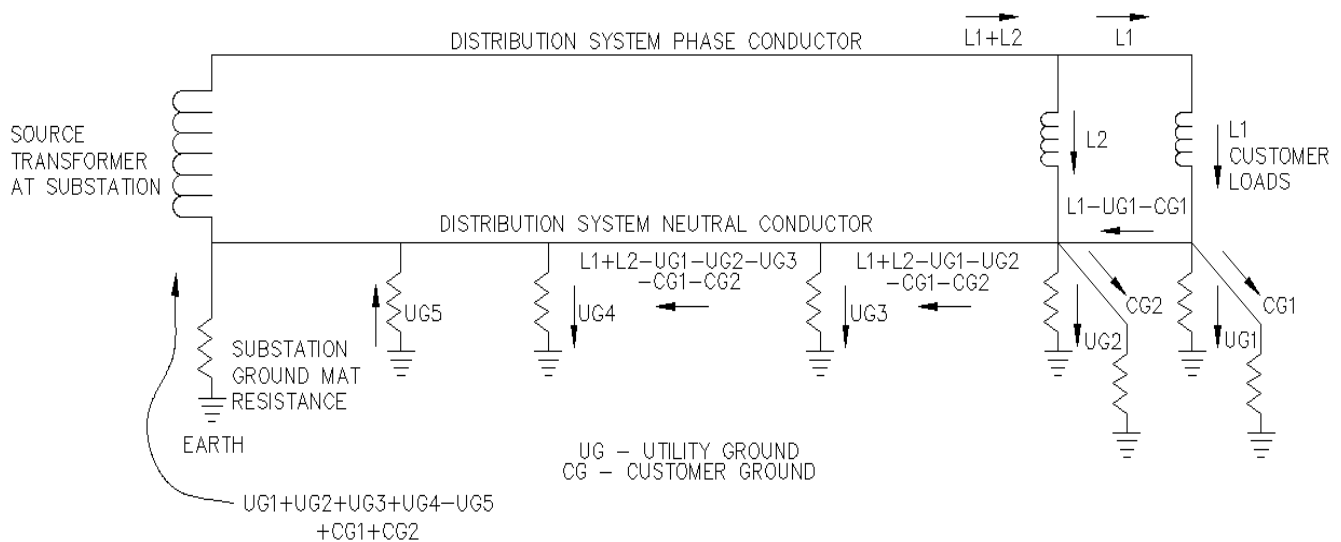 DISTRIBUTION SYSTEM PHASE CONDUCTOR
L1+L2
L1
SOURCE
TRANSFORMER
AT SUBSTATION
L2
L1
CUSTOMER
LOADS
L1-UG1-CG1
DISTRIBUTION SYSTEM NEUTRAL CONDUCTOR
L1+L2-UG1-UG2-UG3
-CG1-CG2
L1+L2-UG1-UG2
-CG1-CG2
UG5
UG4
UG3
CG2
UG2
CG1
UG1
SUBSTATION
GROUND MAT
RESISTANCE
EARTH
UG - UTILITY GROUND
CG - CUSTOMER GROUND
UG1+UG2+UG3+UG4-UG5
+CG1+CG2